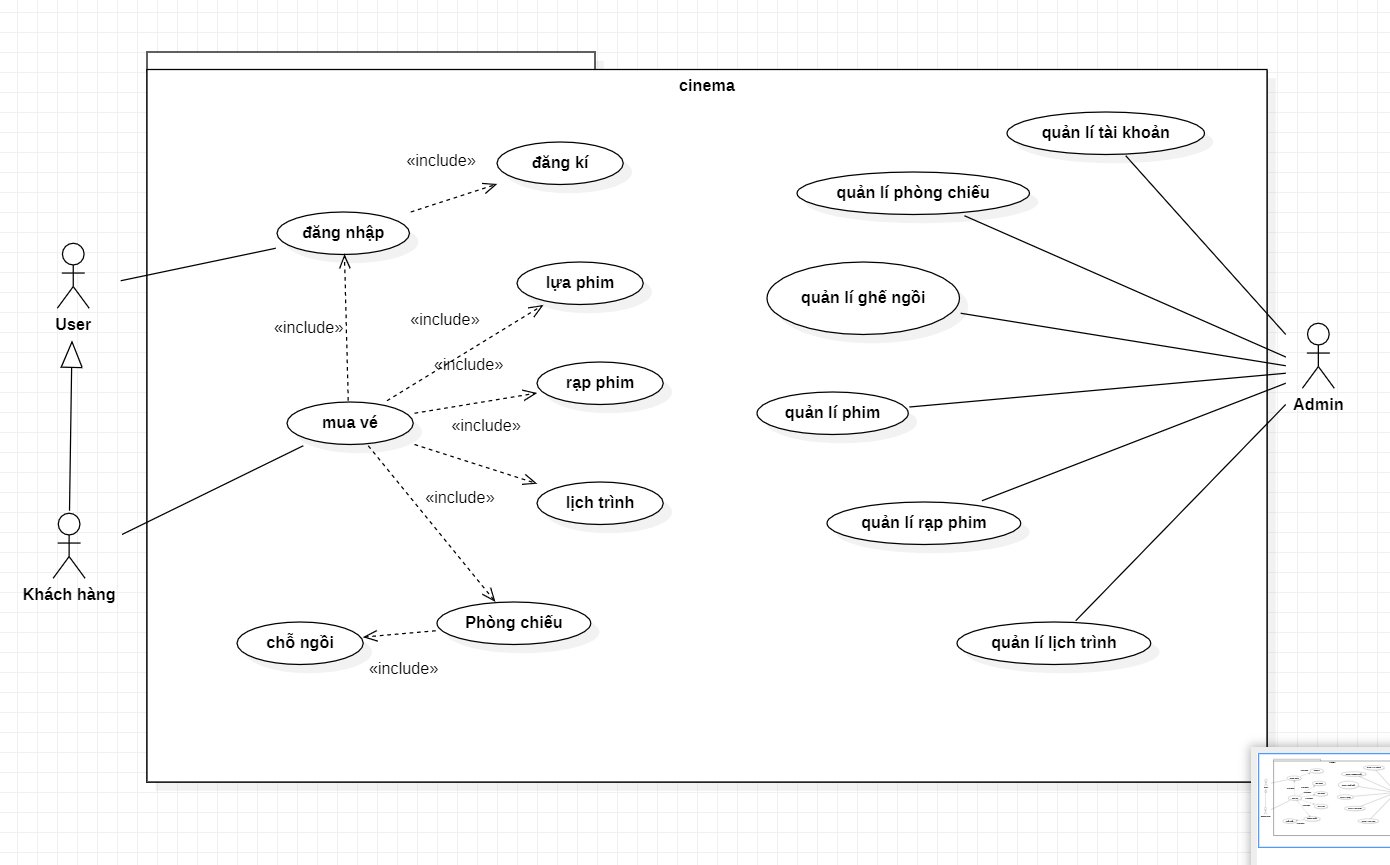 cinema
quản lí tài khoản
«include»
đăng kí
quản lí phòng chiếu
đăng nhập
lựa phim
quản lí ghế ngồi
User
«include»
«include»
«include»
rạp phim
Admin
mua vé
«include»
quản lí phim
«include»
lịch trình
quản lí rạp phim
Khách hàng
Phòng chiếu
chỗ ngồi
«include»
quản lí lịch trình